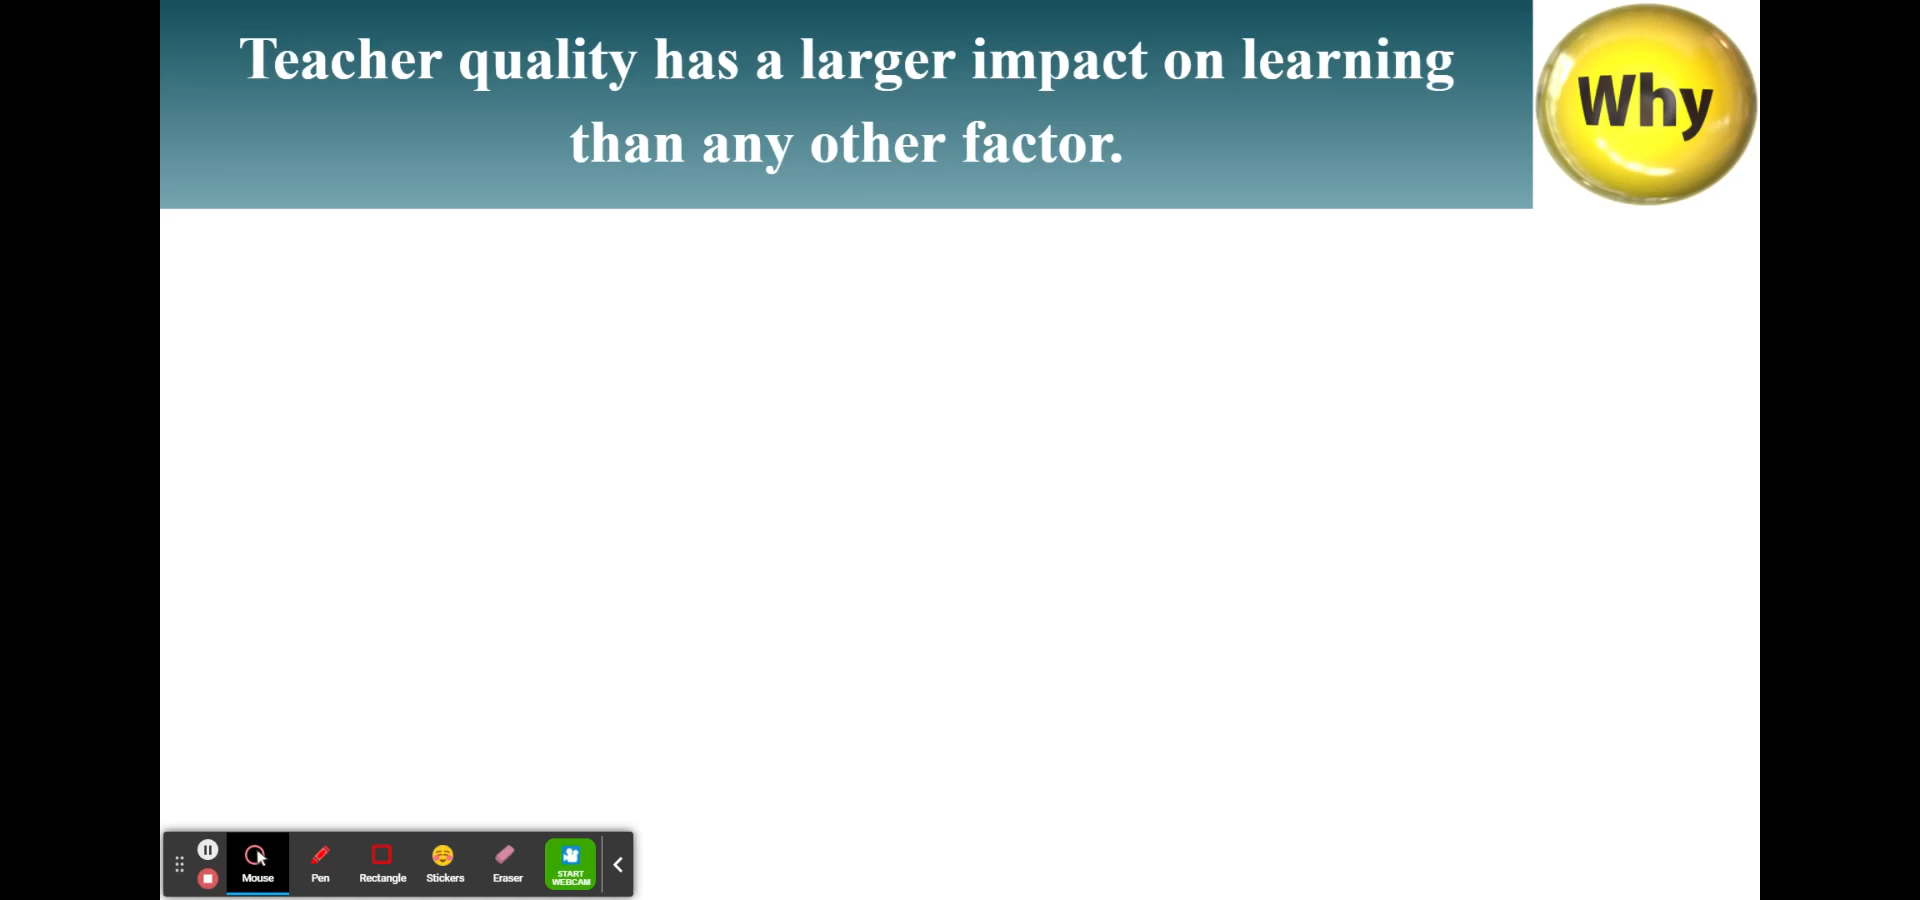 Teacher quality has a larger impact on learning
than any other factor.
Why
Mouse
Pen
Rectangle
Stickers
Eraser
START
WEBCAM